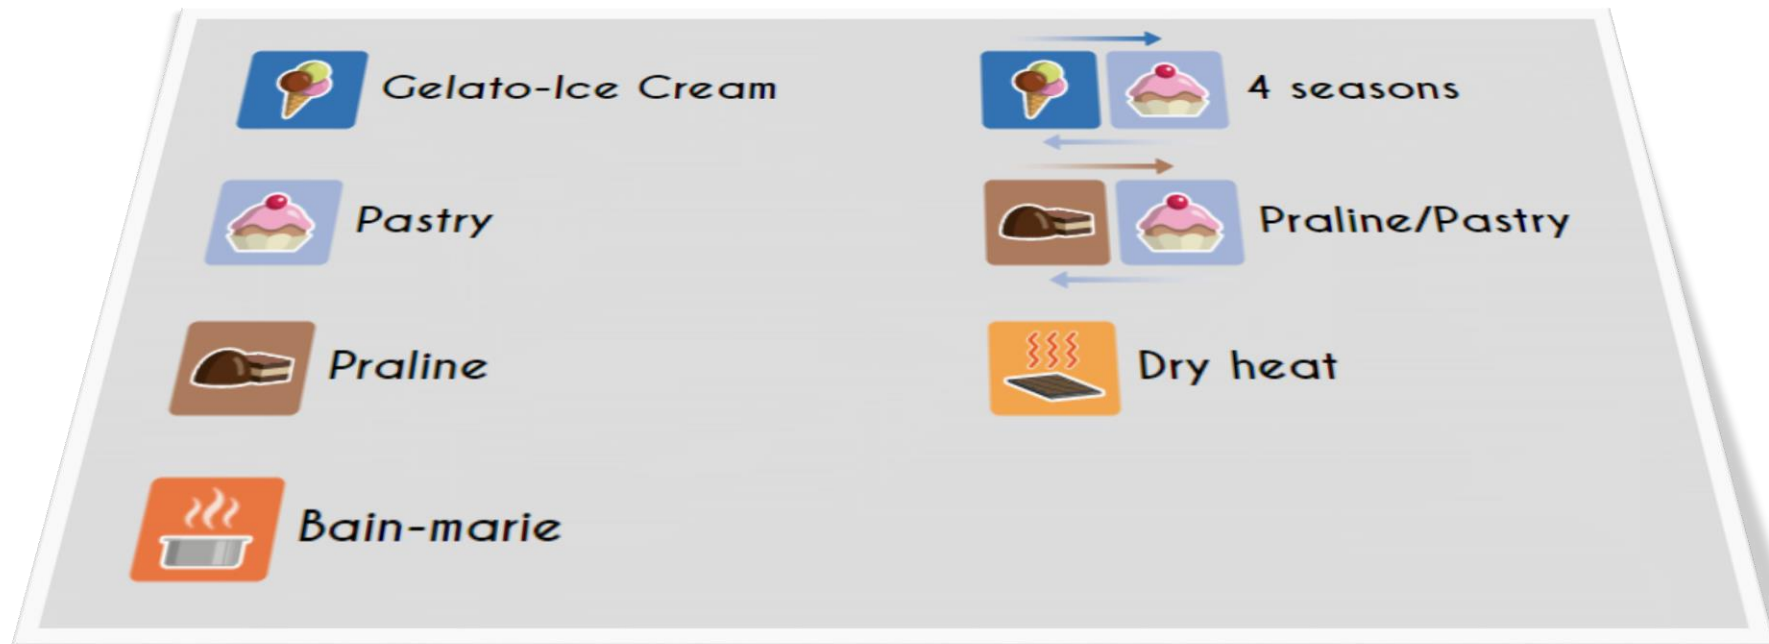 Gelato-Ice Cream
Pastry
Praline
Bain-marie
4 seasons
Praline/Pastry
Dry heat